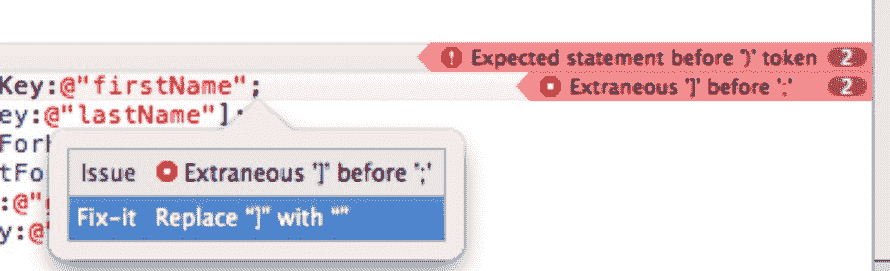 Expected statement before ')' token 2
Key:@"firstName"; Extraneous ']' before ';' 2
ey:@"lastName"];
Issue Extraneous ']' before ';'
tFo
Fix-it Replace "]" with ""
:@"
y:@